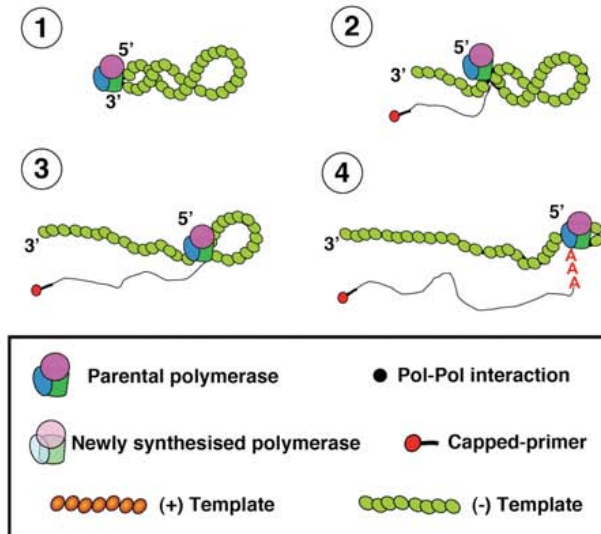 1
5’
3’
2
5’
3’
3
5’
3’
4
5’
3’
A
A
A
Parental polymerase
Pol-Pol interaction
Newly synthesised polymerase
Capped-primer
(+) Template
(-) Template